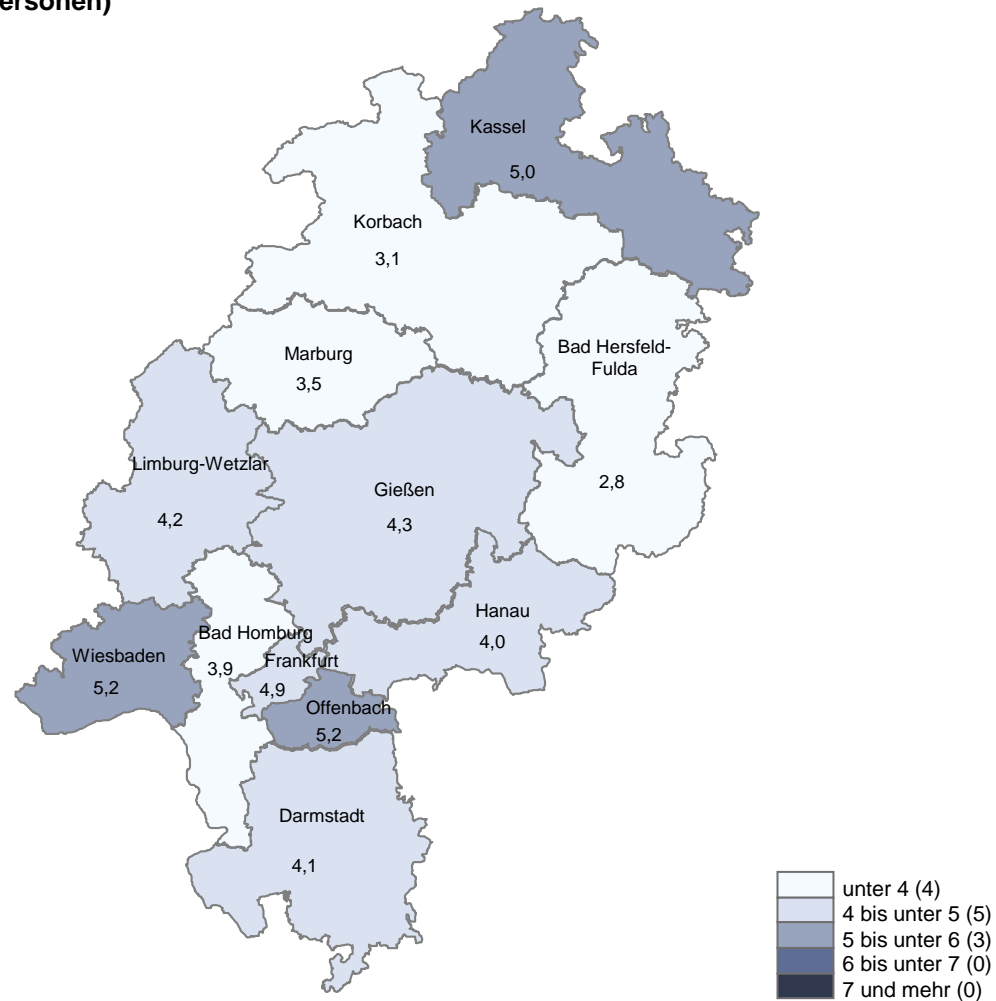 ersonen)
Kassel
5,0
Korbach
3,1
Marburg
3,5
Bad Hersfeld-
Fulda
2,8
Limburg-Wetzlar
4,2
Gießen
4,3
Hanau
4,0
Bad Homburg
3,9
Wiesbaden
5,2
Frankfurt
4,9
Offenbach
5,2
Darmstadt
4,1
unter 4 (4)
4 bis unter 5 (5)
5 bis unter 6 (3)
6 bis unter 7 (0)
7 und mehr (0)